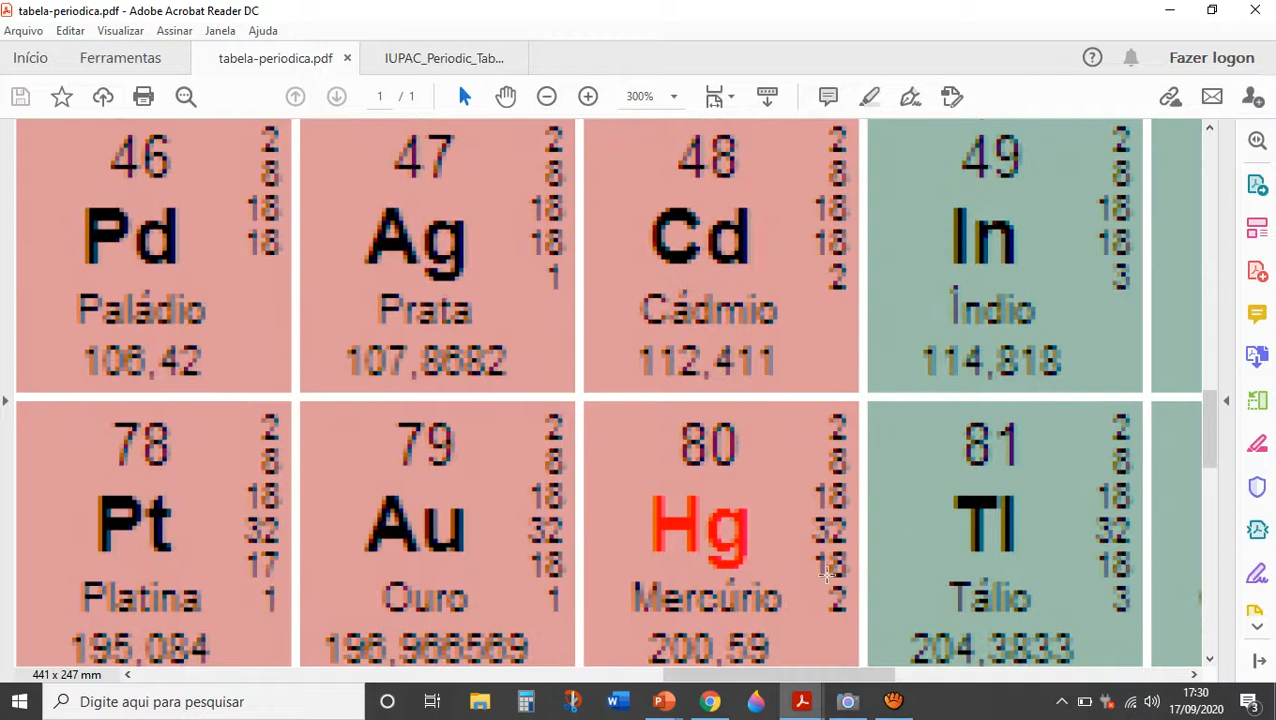 tabela-periodica.pdf - Adobe Acrobat Reader DC
Arquivo Editar Visualizar Assinar Janela Ajuda
Início Ferramentas tabela-periodica.pdf × IUPAC_Periodic_Tab... Fazer logon
1 / 1 300%
46 2 8 18 18
Pd
Paládio
106,42
47 2 8 18 18 1
Ag
Prata
107,8682
48 2 8 18 18 2
Cd
Cádmio
112,411
49 2 8 18 18 3
In
Índio
114,818
78 2 8 18 32 17 1
Pt
Platina
195,084
79 2 8 18 32 18 1
Au
Ouro
196,966569
80 2 8 18 32 18 2
Hg
Mercúrio
200,59
81 2 8 18 32 18 3
Tl
Tálio
204,3833
441 x 247 mm
Digite aqui para pesquisar
17:30
17/09/2020
3